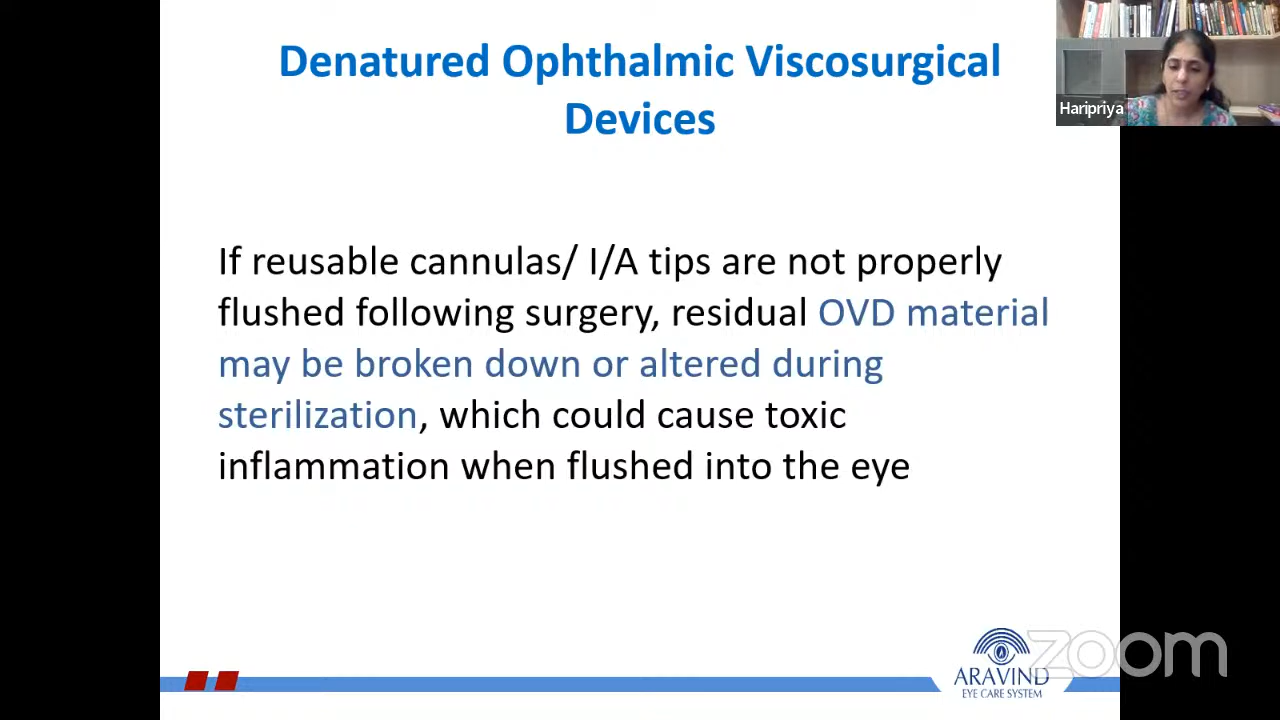 Denatured Ophthalmic Viscosurgical
Devices
Haripriya
If reusable cannulas/ I/A tips are not properly
flushed following surgery, residual OVD material
may be broken down or altered during
sterilization, which could cause toxic
inflammation when flushed into the eye
zoom
ARAVIND
EYE CARE SYSTEM